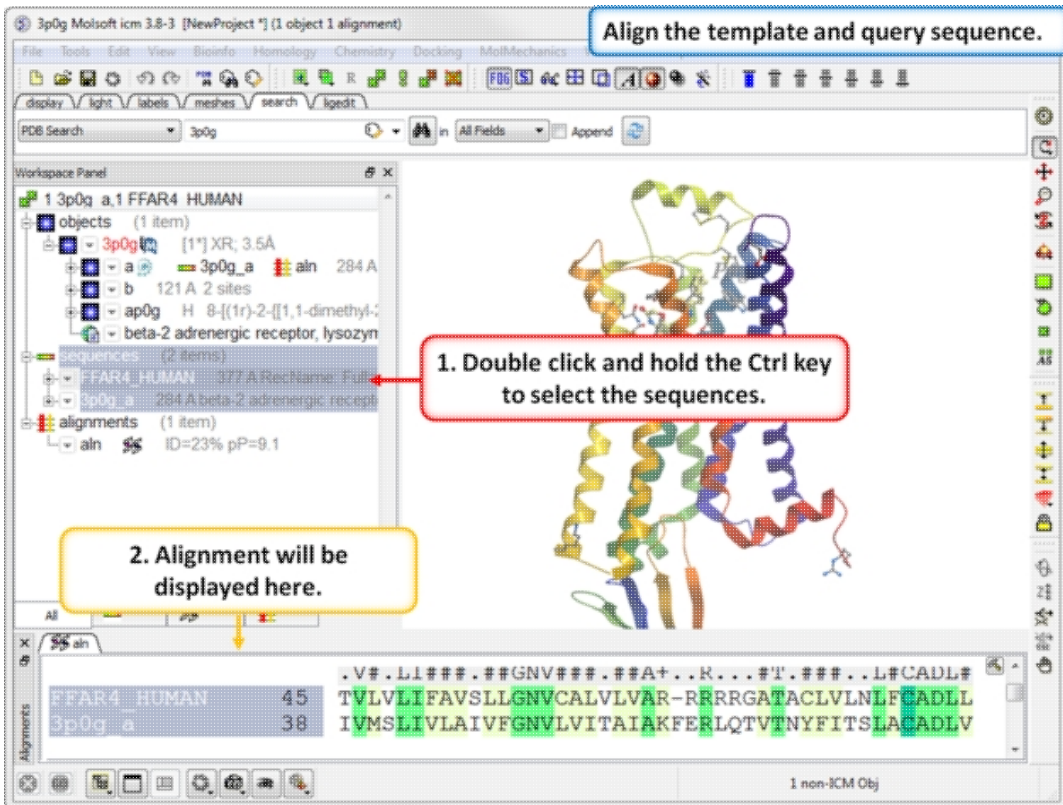 3p0g Molsoft icm 3.8-3 [NewProject *] (1 object 1 alignment)
Align the template and query sequence.
File Tools Edit View Bioinfo Homology Chemistry Docking MolMechanics
display light labels meshes search ligedit
PDB Search 3p0g in All Fields Append
Workspace Panel
1 3p0g a,1 FFAR4 HUMAN
objects (1 item)
3p0g [1*] XR; 3.5Å
a 3p0g_a aln 284 A
b 121 A 2 sites
ap0g H 8-[(1r)-2-{[1,1-dimethyl-2
beta-2 adrenergic receptor, lysozym
sequences (2 items)
FFAR4_HUMAN 377 A RecName: Full
3p0g_a 284 A beta-2 adrenergic recept
alignments (1 item)
aln ID=23% pP=9.1
1. Double click and hold the Ctrl key
to select the sequences.
2. Alignment will be
displayed here.
All
aln
Alignments
.V#.LI###.##GNV###.##A+..R...#T.###..L#CADL#
FFAR4_HUMAN 45 TVLVLIFAVSLLGNVCALVLVAR-RRRRGATACLVLNLFCADLL
3p0g_a 38 IVMSLIVLAIVFGNVLVITAIAKFERLQTVTNYFITSLACADLV
1 non-ICM Obj